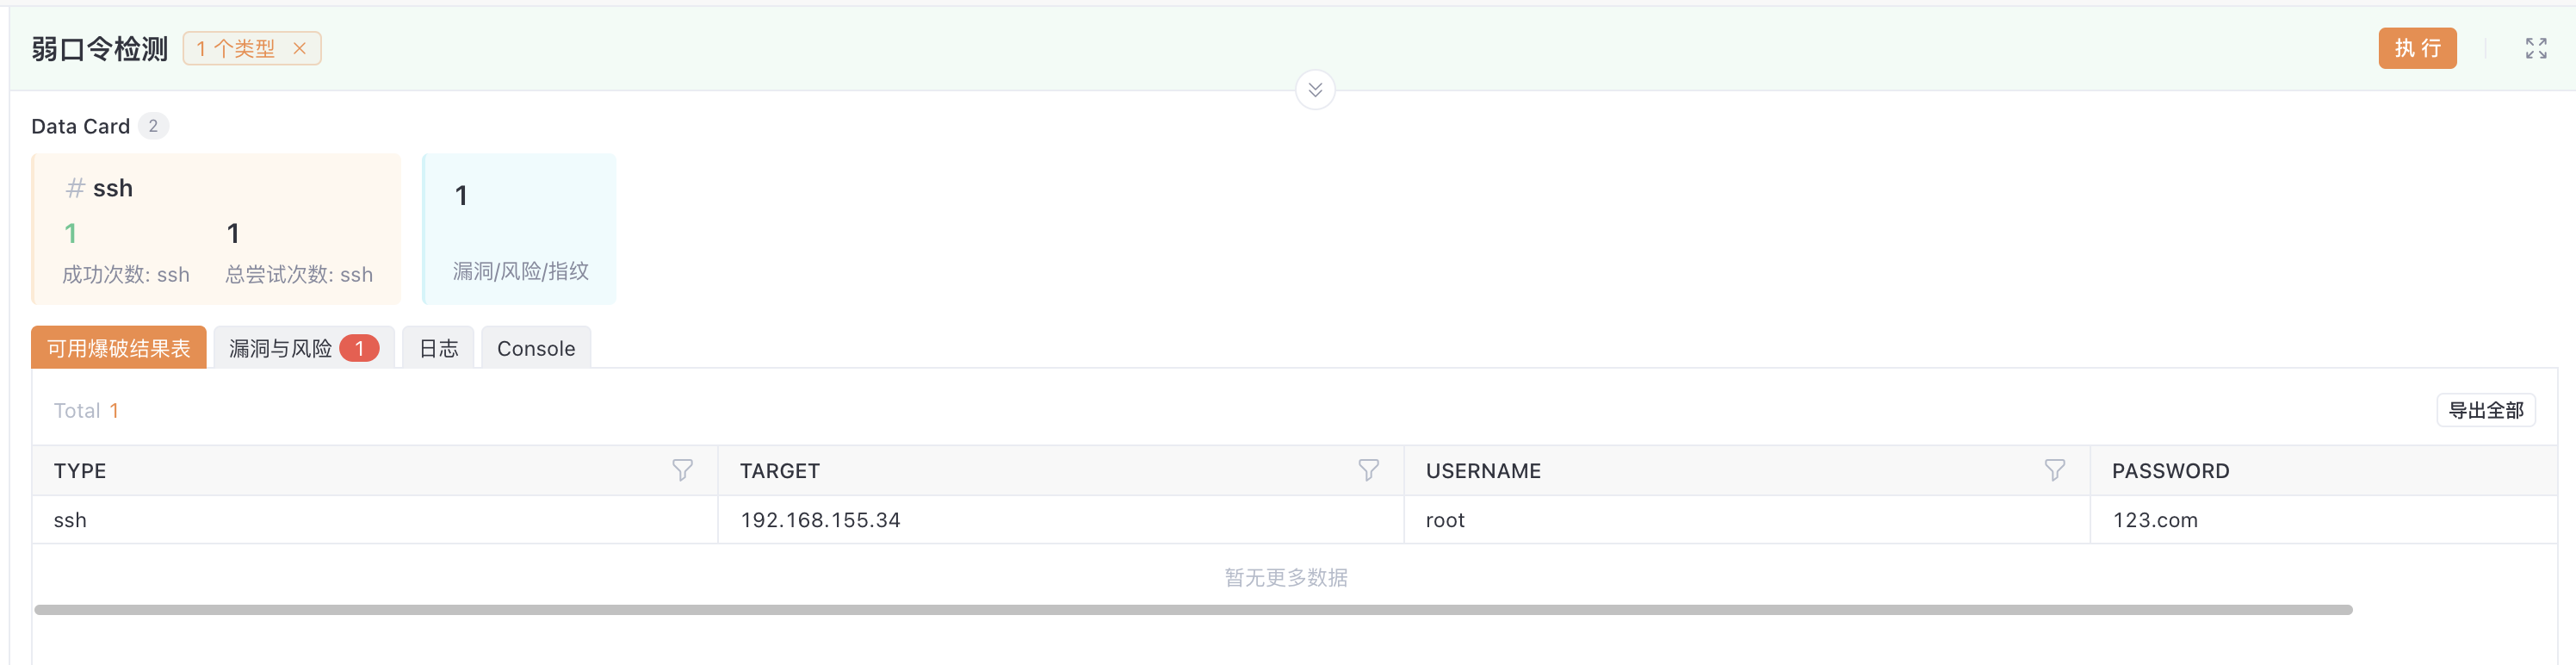 弱口令检测 1 个类型 × 执 行
Data Card 2
# ssh
1 1
成功次数: ssh 总尝试次数: ssh
1
漏洞/风险/指纹
可用爆破结果表 漏洞与风险 1 日志 Console
Total 1 导出全部
TYPE TARGET USERNAME PASSWORD
ssh 192.168.155.34 root 123.com
暂无更多数据